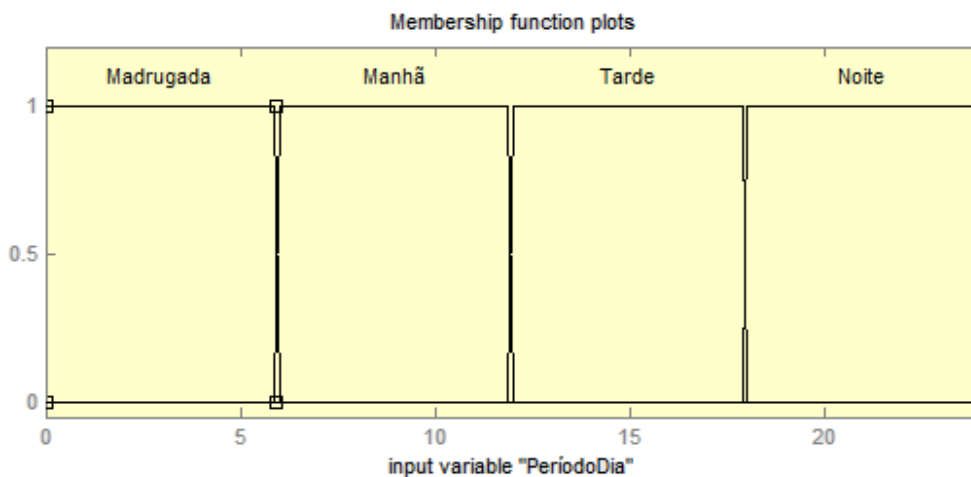 Membership function plots
Madrugada Manhã Tarde Noite
1
0.5
0
0 5 10 15 20
input variable "PeríodoDia"